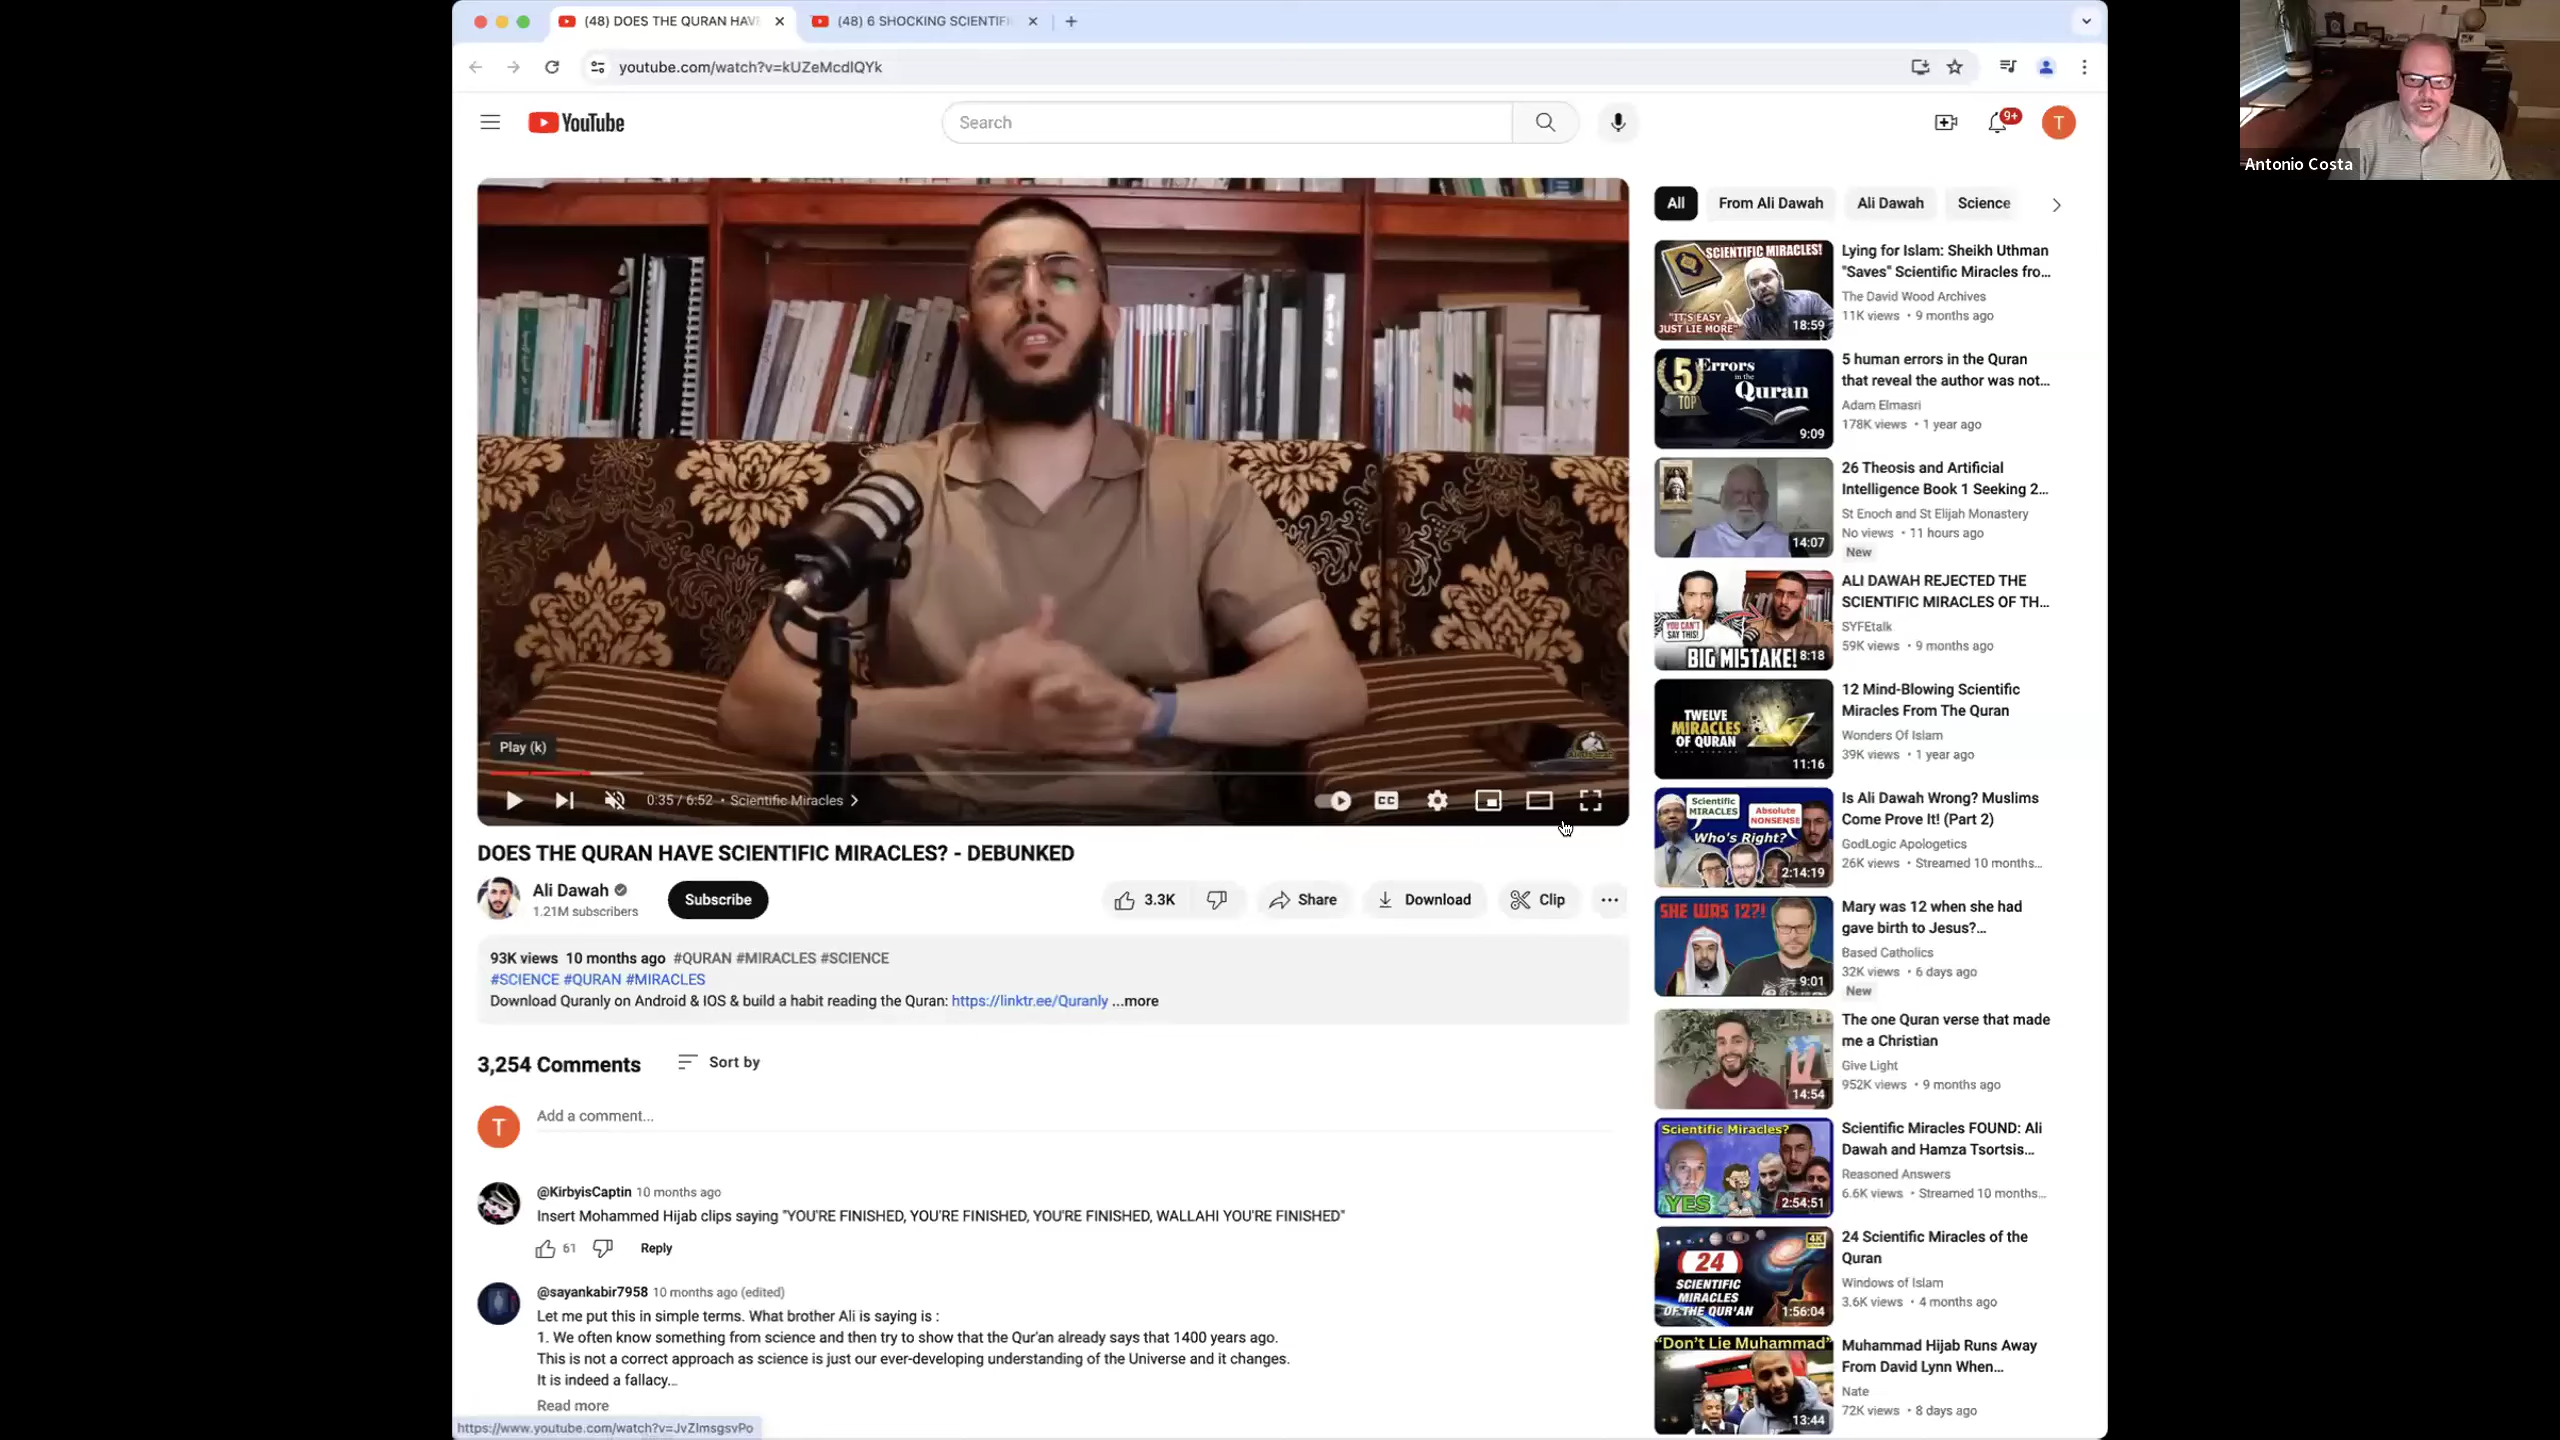 (48) DOES THE QURAN HAV
(48) 6 SHOCKING SCIENTIFI
youtube.com/watch?v=kUZeMcdlQYk
YouTube
Search
9+
T
Antonio Costa
Play (k)
0:35 / 6:52 • Scientific Miracles
CC
DOES THE QURAN HAVE SCIENTIFIC MIRACLES? - DEBUNKED
Ali Dawah
1.21M subscribers
Subscribe
3.3K
Share
Download
Clip
93K views 10 months ago #QURAN #MIRACLES #SCIENCE
#SCIENCE #QURAN #MIRACLES
Download Quranly on Android & IOS & build a habit reading the Quran: https://linktr.ee/Quranly ...more
3,254 Comments
Sort by
T
Add a comment...
@KirbyisCaptin 10 months ago
Insert Mohammed Hijab clips saying "YOU'RE FINISHED, YOU'RE FINISHED, YOU'RE FINISHED, WALLAHI YOU'RE FINISHED"
61
Reply
@sayankabir7958 10 months ago (edited)
Let me put this in simple terms. What brother Ali is saying is :
1. We often know something from science and then try to show that the Qur'an already says that 1400 years ago.
This is not a correct approach as science is just our ever-developing understanding of the Universe and it changes.
It is indeed a fallacy...
Read more
https://www.youtube.com/watch?v=JvZlmsgsvPo
All
From Ali Dawah
Ali Dawah
Science
SCIENTIFIC MIRACLES!
"IT'S EASY
JUST LIE MORE"
18:59
Lying for Islam: Sheikh Uthman
"Saves" Scientific Miracles fro...
The David Wood Archives
11K views • 9 months ago
5
TOP
Errors
in the
Quran
9:09
5 human errors in the Quran
that reveal the author was not...
Adam Elmasri
178K views • 1 year ago
14:07
26 Theosis and Artificial
Intelligence Book 1 Seeking 2...
St Enoch and St Elijah Monastery
No views • 11 hours ago
New
YOU CAN'T
SAY THIS!
BIG MISTAKE!
8:18
ALI DAWAH REJECTED THE
SCIENTIFIC MIRACLES OF TH...
SYFEtalk
59K views • 9 months ago
TWELVE
MIRACLES
OF QURAN
11:16
12 Mind-Blowing Scientific
Miracles From The Quran
Wonders Of Islam
39K views • 1 year ago
Scientific
MIRACLES
Absolute
NONSENSE
Who's Right?
2:14:19
Is Ali Dawah Wrong? Muslims
Come Prove It! (Part 2)
GodLogic Apologetics
26K views • Streamed 10 months...
SHE WAS 12?!
9:01
Mary was 12 when she had
gave birth to Jesus?...
Based Catholics
32K views • 6 days ago
New
14:54
The one Quran verse that made
me a Christian
Give Light
952K views • 9 months ago
Scientific Miracles?
YES
2:54:51
Scientific Miracles FOUND: Ali
Dawah and Hamza Tsortsis...
Reasoned Answers
6.6K views • Streamed 10 months...
4K
24
SCIENTIFIC
MIRACLES
OF THE QUR'AN
1:56:04
24 Scientific Miracles of the
Quran
Windows of Islam
3.6K views • 4 months ago
"Don't Lie Muhammad"
13:44
Muhammad Hijab Runs Away
From David Lynn When...
Nate
72K views • 8 days ago